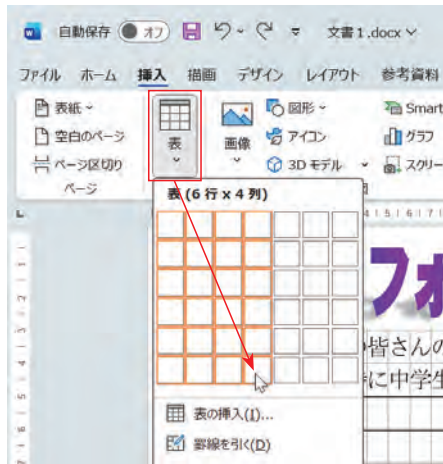 自動保存 オフ 文書1.docx
ファイル ホーム 挿入 描画 デザイン レイアウト 参考資料
表紙
空白のページ
ページ区切り
ページ
表
画像
図形
アイコン
3D モデル
Smart
グラフ
スクリー
表 (6 行 x 4 列)
フォ
皆さんの
に中学生
表の挿入(I)...
罫線を引く(D)